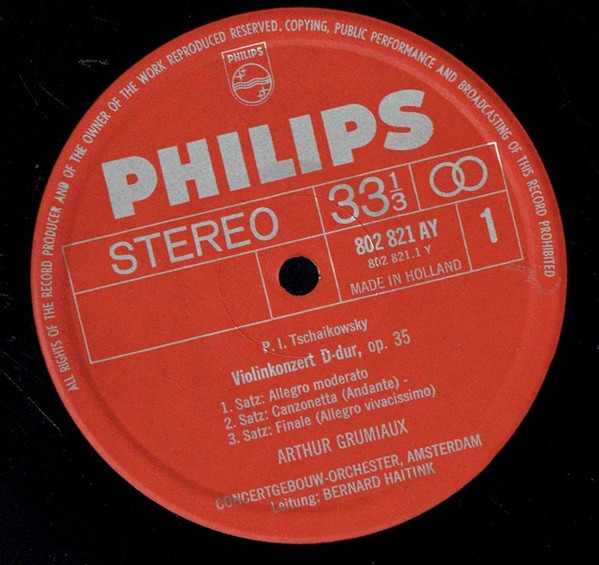 ALL RIGHTS OF THE RECORD PRODUCER AND OF THE OWNER OF THE WORK REPRODUCED RESERVED. COPYING, PUBLIC PERFORMANCE AND BROADCASTING OF THIS RECORD PROHIBITED
PHILIPS
PHILIPS
STEREO
33 1/3
802 821 AY
802 821.1 Y
MADE IN HOLLAND
1
P. I. Tschaikowsky
Violinkonzert D-dur, op. 35
1. Satz: Allegro moderato
2. Satz: Canzonetta (Andante) -
3. Satz: Finale (Allegro vivacissimo)
ARTHUR GRUMIAUX
CONCERTGEBOUW-ORCHESTER, AMSTERDAM
Leitung: BERNARD HAITINK